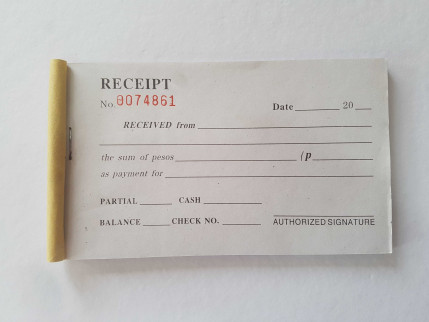 RECEIPT
No. 0074861
Date 20
RECEIVED from
the sum of pesos (p
as payment for
PARTIAL CASH
BALANCE CHECK NO.
AUTHORIZED SIGNATURE